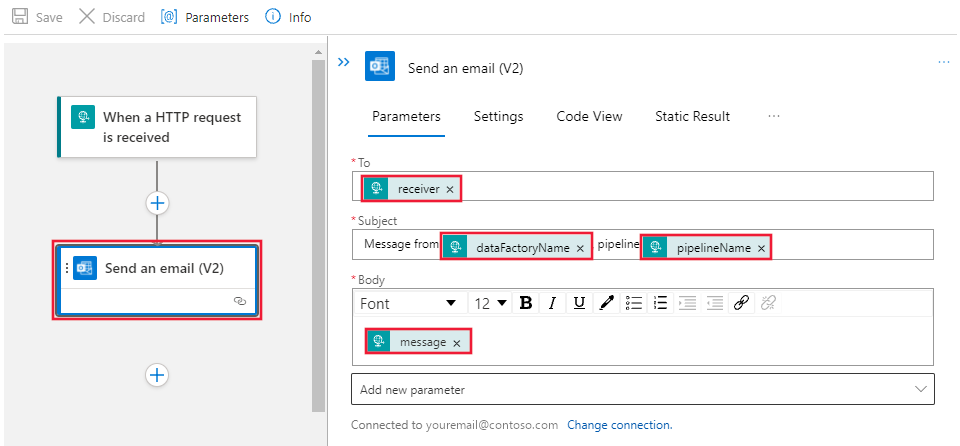 Save Discard [@] Parameters Info
When a HTTP request
is received
Send an email (V2)
Send an email (V2)
Parameters Settings Code View Static Result
* To
receiver ×
* Subject
Message from dataFactoryName × pipeline pipelineName ×
* Body
Font 12 B I U
message ×
Add new parameter
Connected to youremail@contoso.com Change connection.